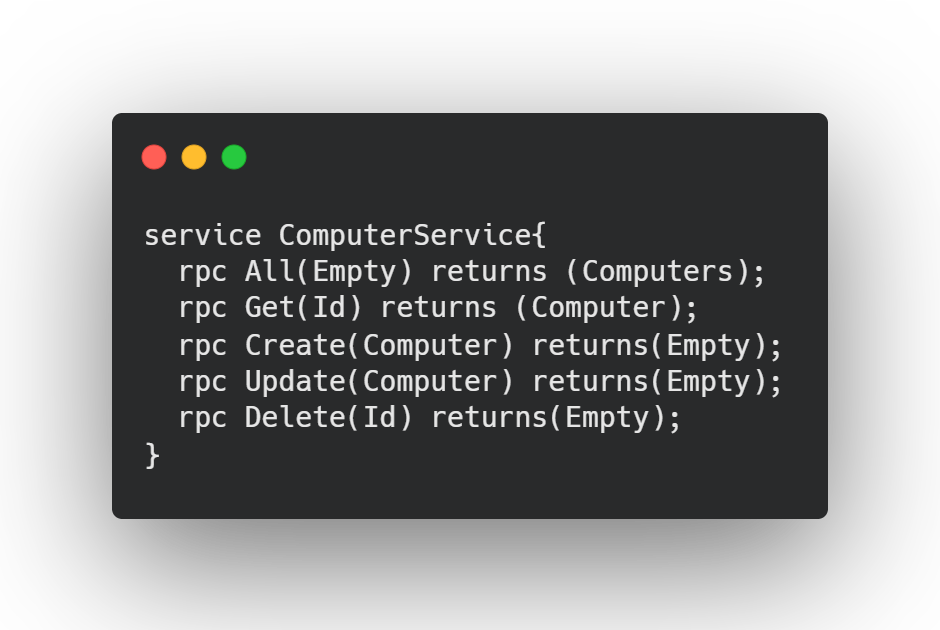 service ComputerService{
  rpc All(Empty) returns (Computers);
  rpc Get(Id) returns (Computer);
  rpc Create(Computer) returns(Empty);
  rpc Update(Computer) returns(Empty);
  rpc Delete(Id) returns(Empty);
}